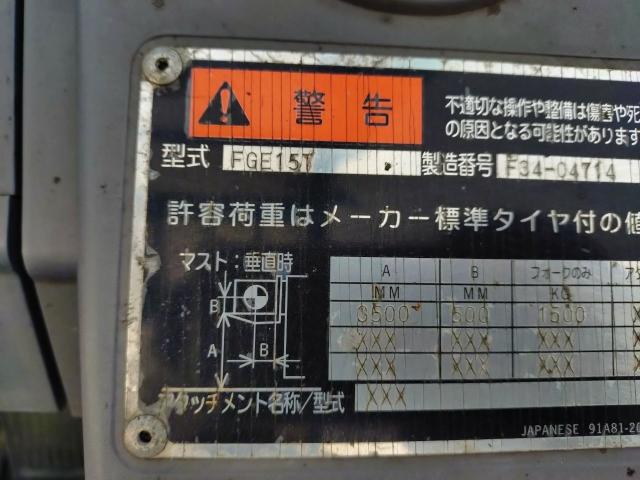 警告
不適切な操作や整備は傷害や死
の原因となる可能性があります
型式 FGE15T 製造番号 F34-04714
許容荷重はメーカー標準タイヤ付の値
マスト:垂直時
A B フォークのみ
MM MM KG
3500 500 1500
XXX XXX XXX
XXX XXX XXX
B
A
B
アタッチメント名称/型式 XXX
JAPANESE 91A81-20